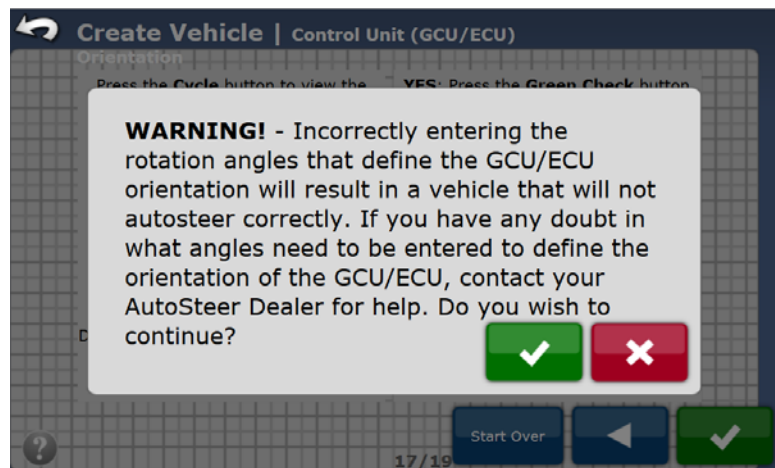 Create Vehicle | Control Unit (GCU/ECU)
Orientation
Press the Cycle button to view the
YES: Press the Green Check button
WARNING! - Incorrectly entering the
rotation angles that define the GCU/ECU
orientation will result in a vehicle that will not
autosteer correctly. If you have any doubt in
what angles need to be entered to define the
orientation of the GCU/ECU, contact your
AutoSteer Dealer for help. Do you wish to
continue?
D
Start Over
?
17/19